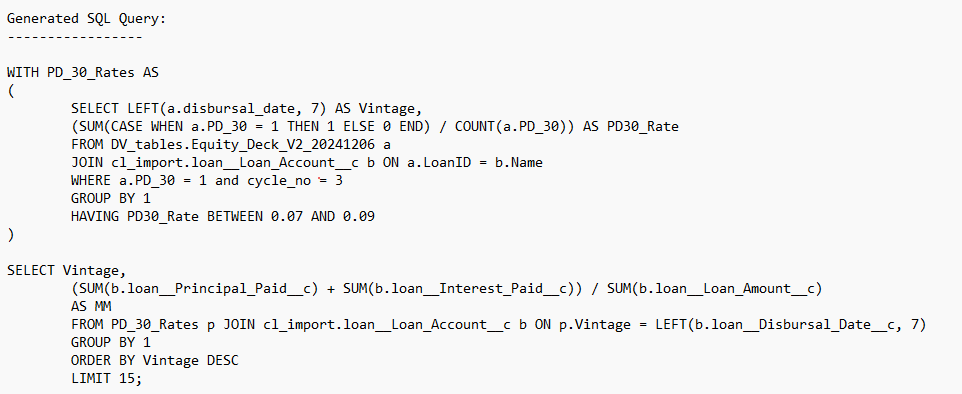 Generated SQL Query:
-----------------
WITH PD_30_Rates AS
(
SELECT LEFT(a.disbursal_date, 7) AS Vintage,
(SUM(CASE WHEN a.PD_30 = 1 THEN 1 ELSE 0 END) / COUNT(a.PD_30)) AS PD30_Rate
FROM DV_tables.Equity_Deck_V2_20241206 a
JOIN cl_import.loan__Loan_Account__c b ON a.LoanID = b.Name
WHERE a.PD_30 = 1 and cycle_no = 3
GROUP BY 1
HAVING PD30_Rate BETWEEN 0.07 AND 0.09
)
SELECT Vintage,
(SUM(b.loan__Principal_Paid__c) + SUM(b.loan__Interest_Paid__c)) / SUM(b.loan__Loan_Amount__c)
AS MM
FROM PD_30_Rates p JOIN cl_import.loan__Loan_Account__c b ON p.Vintage = LEFT(b.loan__Disbursal_Date__c, 7)
GROUP BY 1
ORDER BY Vintage DESC
LIMIT 15;